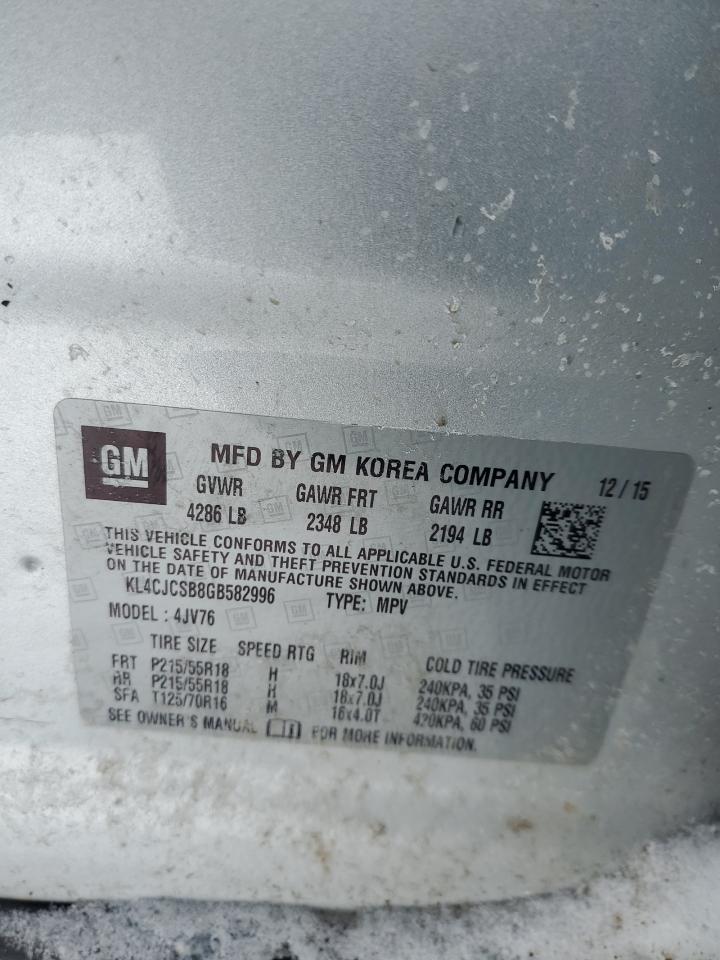 GM
MFD BY GM KOREA COMPANY 12/15
GVWR GAWR FRT GAWR RR
4286 LB 2348 LB 2194 LB
THIS VEHICLE CONFORMS TO ALL APPLICABLE U.S. FEDERAL MOTOR
VEHICLE SAFETY AND THEFT PREVENTION STANDARDS IN EFFECT
ON THE DATE OF MANUFACTURE SHOWN ABOVE.
KL4CJCSB8GB582996 TYPE: MPV
MODEL : 4JV76
TIRE SIZE SPEED RTG RIM COLD TIRE PRESSURE
FRT P215/55R18 H 18x7.0J 240KPA, 35 PSI
RR P215/55R18 H 18x7.0J 240KPA, 35 PSI
SFA T125/70R16 M 16x4.0T 420KPA, 60 PSI
SEE OWNER'S MANUAL FOR MORE INFORMATION.